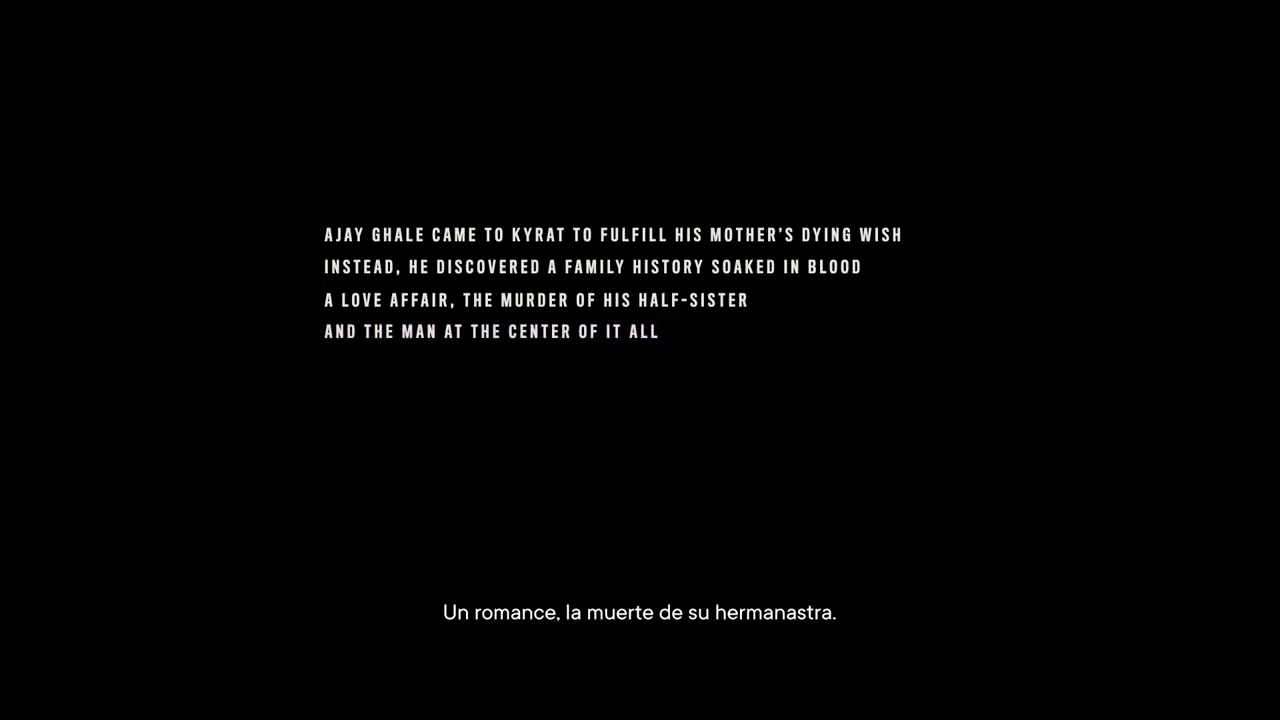 AJAY GHALE CAME TO KYRAT TO FULFILL HIS MOTHER'S DYING WISH
INSTEAD, HE DISCOVERED A FAMILY HISTORY SOAKED IN BLOOD
A LOVE AFFAIR, THE MURDER OF HIS HALF-SISTER
AND THE MAN AT THE CENTER OF IT ALL
Un romance, la muerte de su hermanastra.